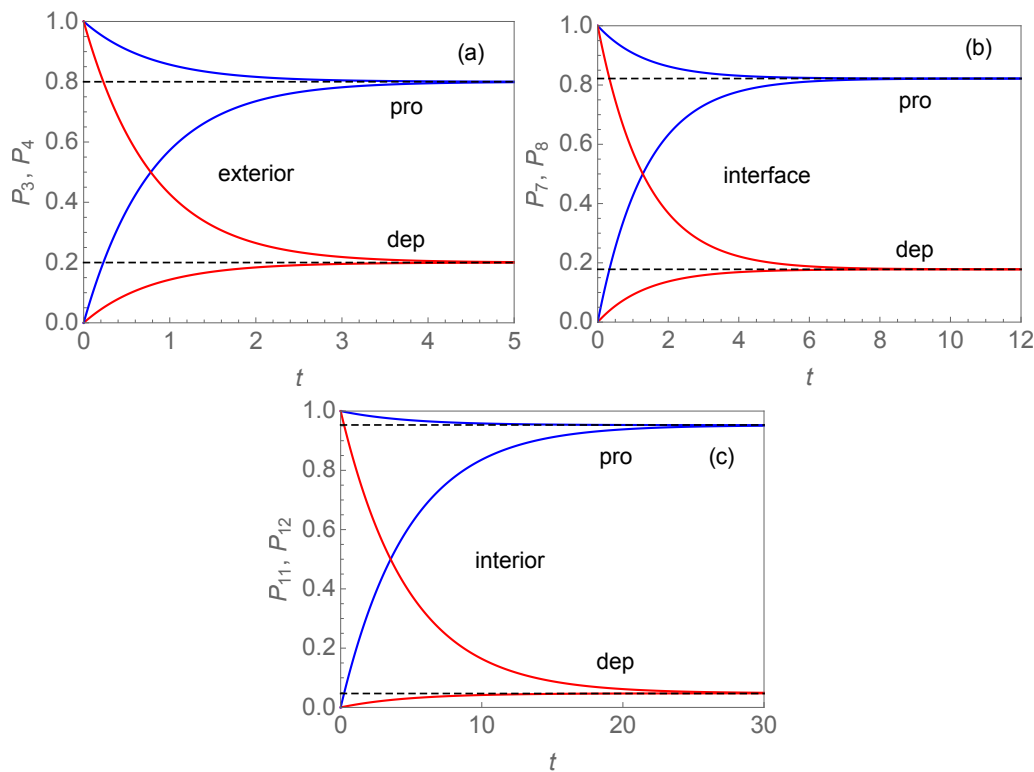 (a)
P3, P4
1.0
0.8
0.6
0.4
0.2
0.0
pro
exterior
dep
0 1 2 3 4 5
t
(b)
P7, P8
1.0
0.8
0.6
0.4
0.2
0.0
pro
interface
dep
0 2 4 6 8 10 12
t
(c)
P11, P12
1.0
0.8
0.6
0.4
0.2
0.0
pro
interior
dep
0 10 20 30
t